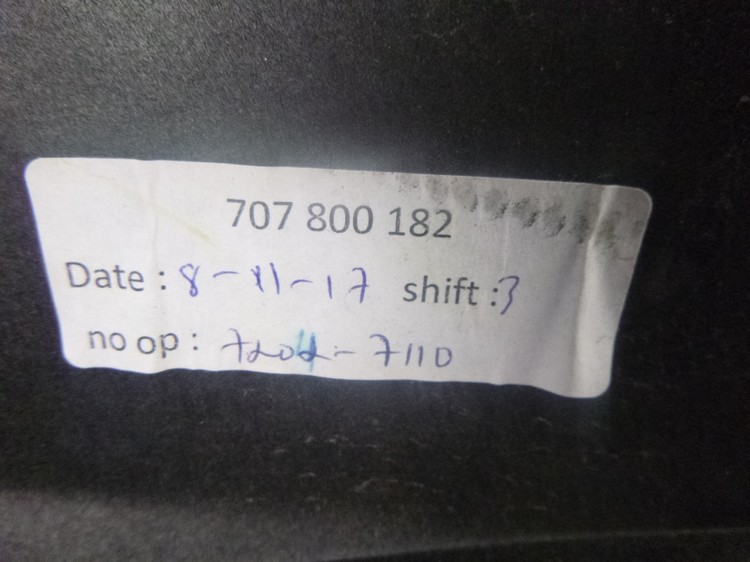 707 800 182
Date : 8-11-17 shift :3
no op : 7204-7110